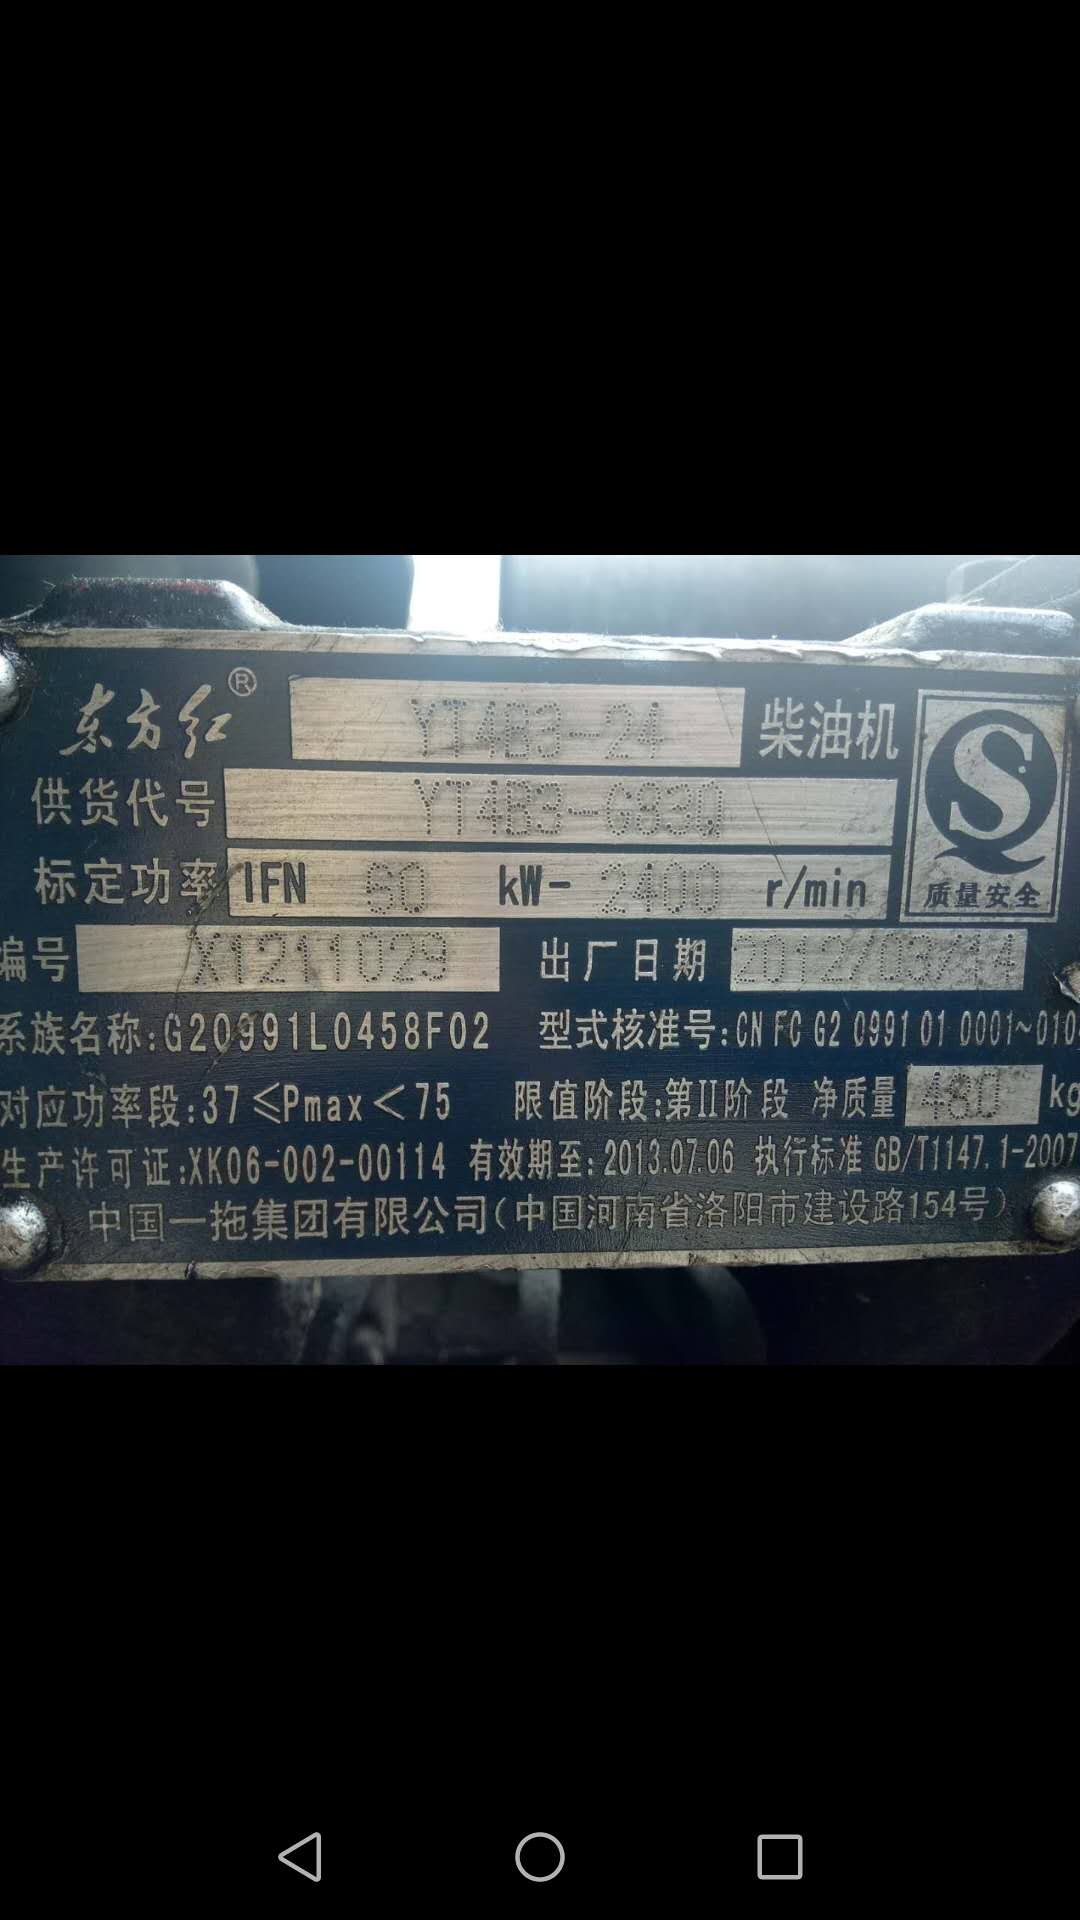 东方红® YT4B3-24 柴油机
供货代号 YT4B3-G830
标定功率 IFN 60 kW- 2400 r/min
质量安全
编号 X1211029 出厂日期 2012/03/14
系族名称:G20991L0458F02 型式核准号:CN FC G2 0991 01 0001~010
对应功率段:37≤Pmax<75 限值阶段:第II阶段 净质量 480 kg
生产许可证:XK06-002-00114 有效期至:2013.07.06 执行标准 GB/T1147.1-2007
中国一拖集团有限公司(中国河南省洛阳市建设路154号)